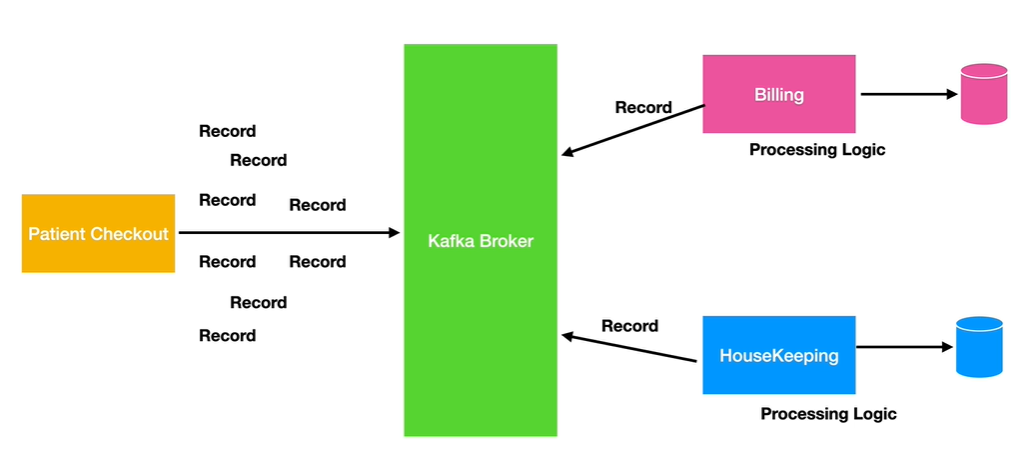 Record
Record
Record
Record
Patient Checkout
Record
Record
Record
Record
Kafka Broker
Record
Billing
Processing Logic
Record
HouseKeeping
Processing Logic